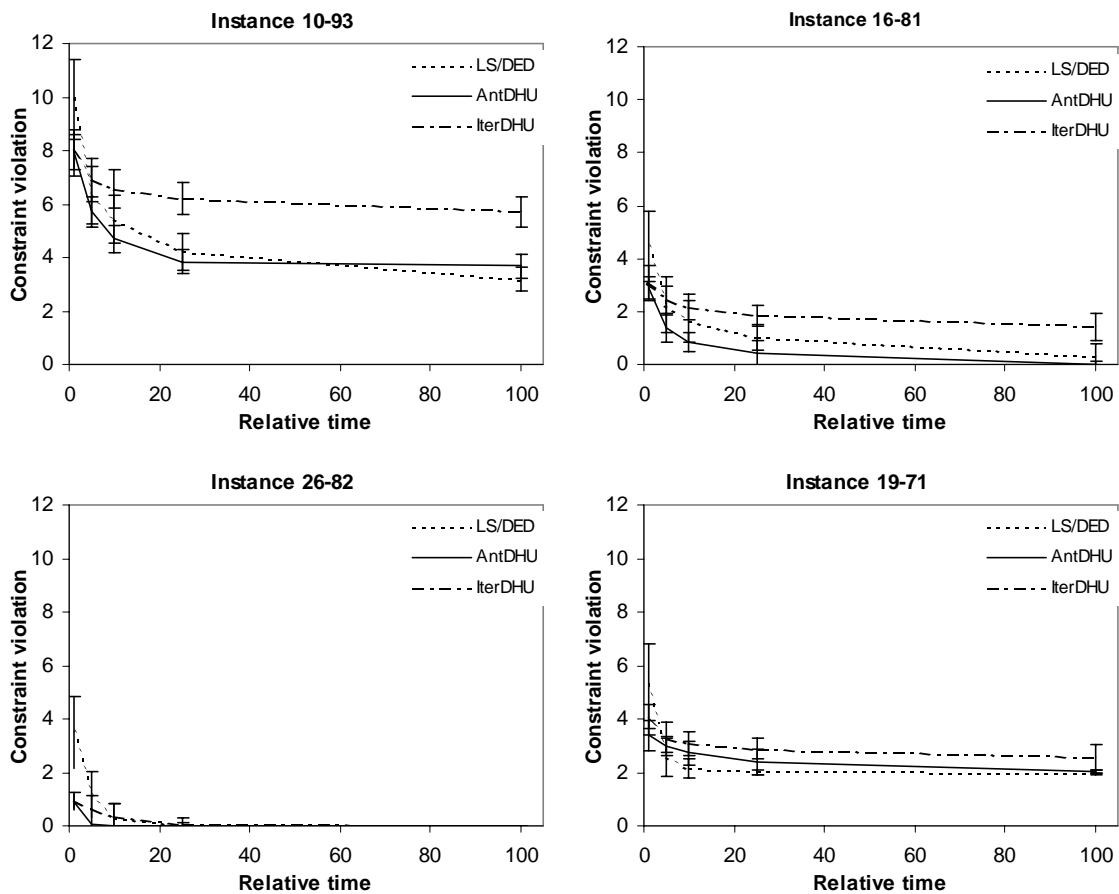 Instance 10-93
Constraint violation
12
10
8
6
4
2
0
LS/DED
AntDHU
IterDHU
0 20 40 60 80 100
Relative time
Instance 16-81
Constraint violation
12
10
8
6
4
2
0
LS/DED
AntDHU
IterDHU
0 20 40 60 80 100
Relative time
Instance 26-82
Constraint violation
12
10
8
6
4
2
0
LS/DED
AntDHU
IterDHU
0 20 40 60 80 100
Relative time
Instance 19-71
Constraint violation
12
10
8
6
4
2
0
LS/DED
AntDHU
IterDHU
0 20 40 60 80 100
Relative time